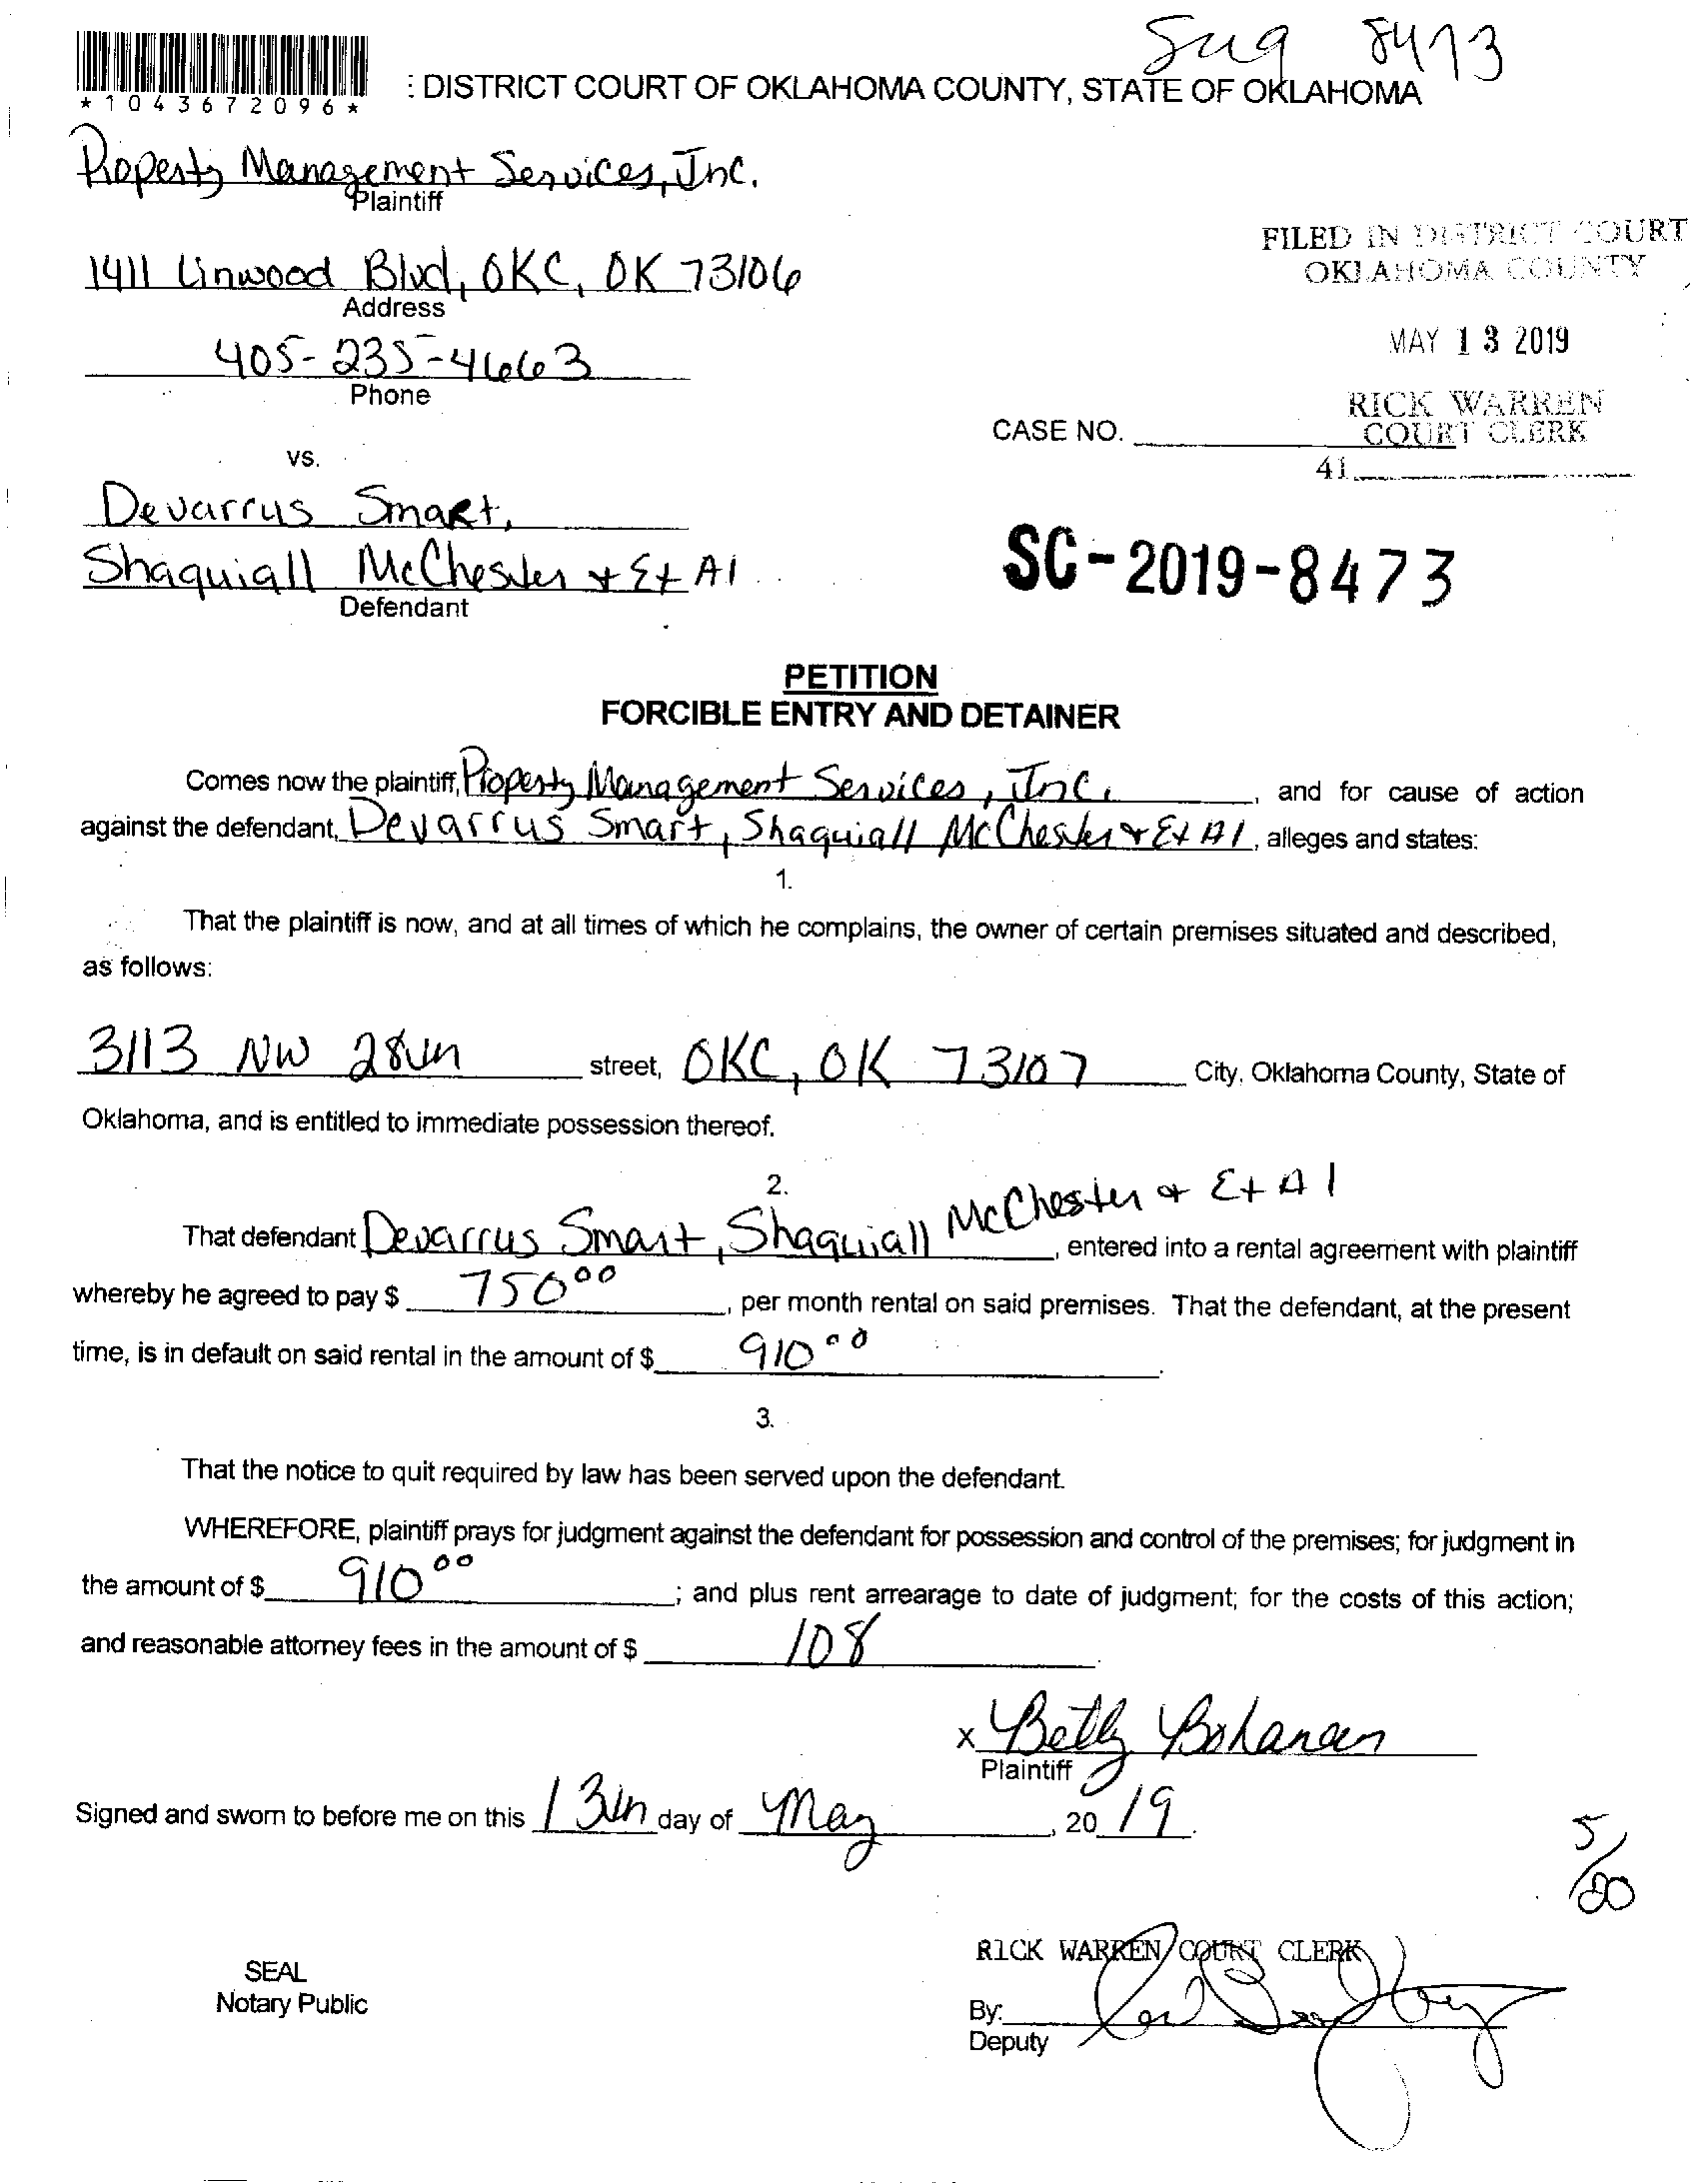 Sug 8473
*1043672096*
: DISTRICT COURT OF OKLAHOMA COUNTY, STATE OF OKLAHOMA
Property Management Services, Inc.
Plaintiff
1411 Linwood Blvd, OKC, OK 73106
Address
FILED IN DISTRICT COURT
OKLAHOMA COUNTY
405-235-4663
Phone
MAY 13 2019
RICK WARREN
COURT CLERK
CASE NO.
41
vs.
Devarrus Smart,
Shaquiall McChester & Et Al
Defendant
SC-2019-8473
PETITION
FORCIBLE ENTRY AND DETAINER
Comes now the plaintiff, Property Management Services, Inc., and for cause of action
against the defendant, Devarrus Smart, Shaquiall McChester & Et Al, alleges and states:
1.
That the plaintiff is now, and at all times of which he complains, the owner of certain premises situated and described,
as follows:
3113 NW 28th street, OKC, OK 73107 City, Oklahoma County, State of
Oklahoma, and is entitled to immediate possession thereof.
2.
That defendant Devarrus Smart, Shaquiall McChester & Et Al, entered into a rental agreement with plaintiff
whereby he agreed to pay $ 750.00, per month rental on said premises. That the defendant, at the present
time, is in default on said rental in the amount of $ 910.00.
3.
That the notice to quit required by law has been served upon the defendant.
WHEREFORE, plaintiff prays for judgment against the defendant for possession and control of the premises; for judgment in
the amount of $ 910.00; and plus rent arrearage to date of judgment; for the costs of this action;
and reasonable attorney fees in the amount of $ 108.
x Betty Bohanan
Plaintiff
Signed and sworn to before me on this 13th day of May, 20 19.
5/20
RICK WARREN COURT CLERK
SEAL
Notary Public
By:
Deputy